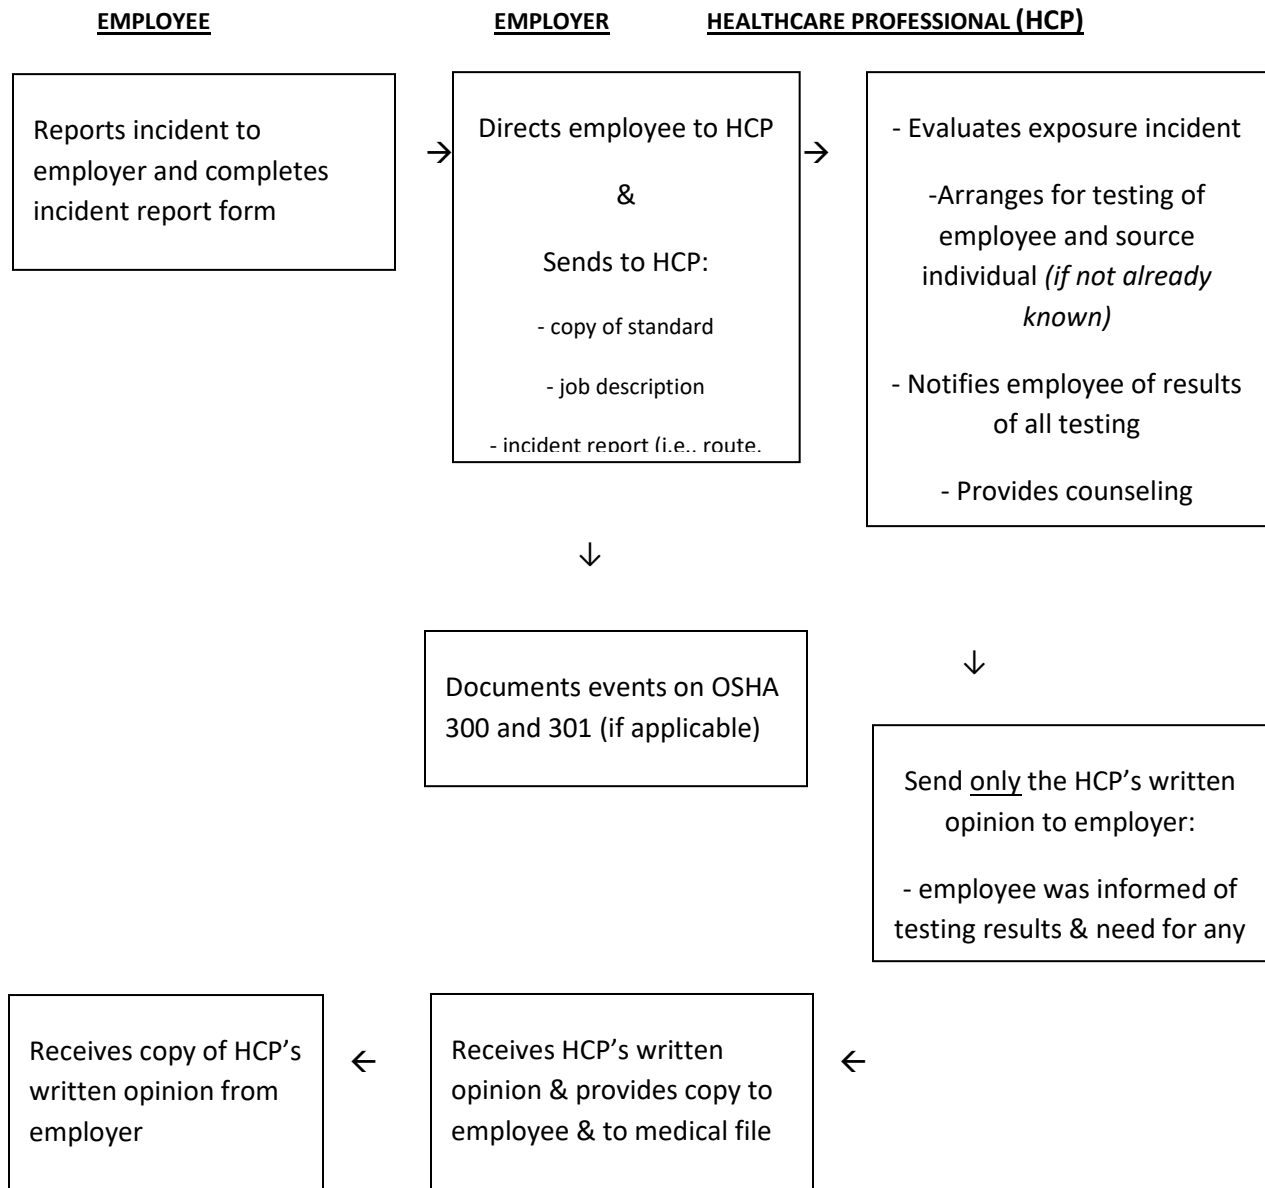 EMPLOYEE
EMPLOYER
HEALTHCARE PROFESSIONAL (HCP)
Reports incident to
employer and completes
incident report form
→
Directs employee to HCP
&
Sends to HCP:
- copy of standard
- job description
- incident report (i.e., route,
→
- Evaluates exposure incident
-Arranges for testing of
employee and source
individual (if not already
known)
- Notifies employee of results
of all testing
- Provides counseling
↓
Documents events on OSHA
300 and 301 (if applicable)
↓
Send only the HCP’s written
opinion to employer:
- employee was informed of
testing results & need for any
←
Receives HCP’s written
opinion & provides copy to
employee & to medical file
←
Receives copy of HCP’s
written opinion from
employer